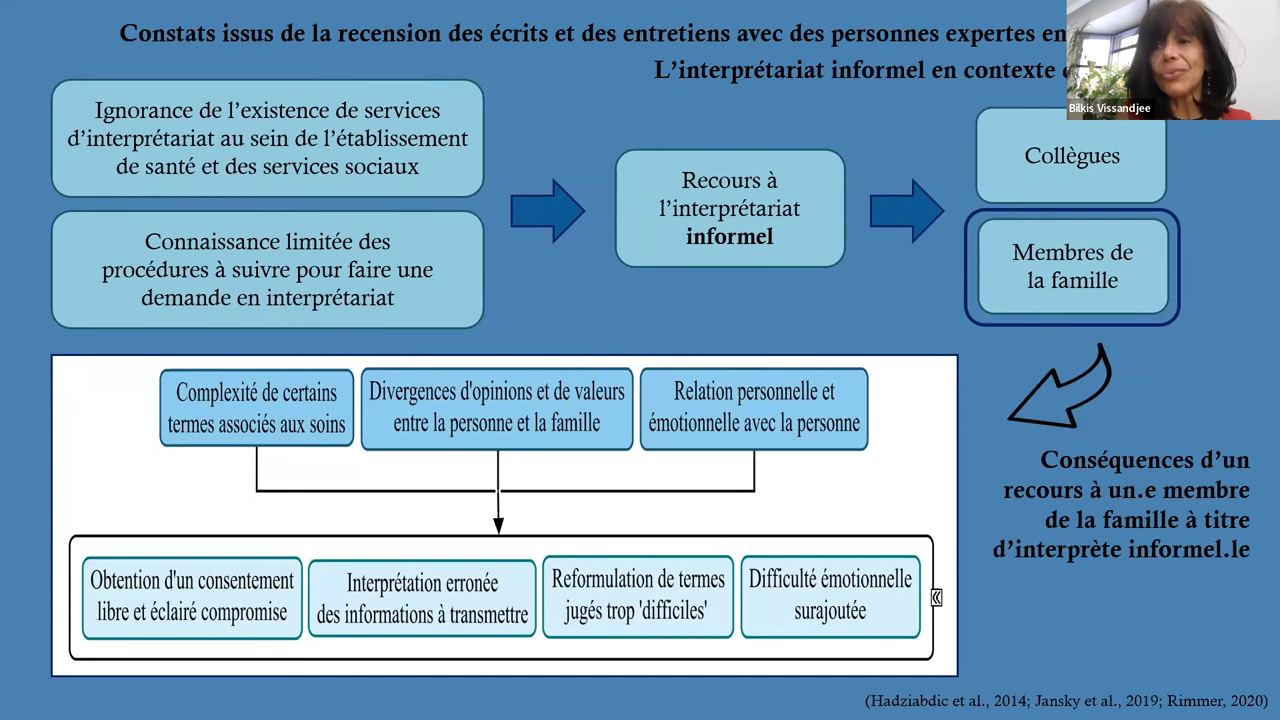 Constats issus de la recension des écrits et des entretiens avec des personnes expertes en
L’interprétariat informel en contexte
Bilkis Vissandjee
Ignorance de l’existence de services
d’interprétariat au sein de l’établissement
de santé et des services sociaux
Connaissance limitée des
procédures à suivre pour faire une
demande en interprétariat
Recours à
l’interprétariat
informel
Collègues
Membres de
la famille
Complexité de certains
termes associés aux soins
Divergences d'opinions et de valeurs
entre la personne et la famille
Relation personnelle et
émotionnelle avec la personne
Obtention d'un consentement
libre et éclairé compromise
Interprétation erronée
des informations à transmettre
Reformulation de termes
jugés trop 'difficiles'
Difficulté émotionnelle
surajoutée
Conséquences d’un
recours à un.e membre
de la famille à titre
d’interprète informel.le
(Hadziabdic et al., 2014; Jansky et al., 2019; Rimmer, 2020)